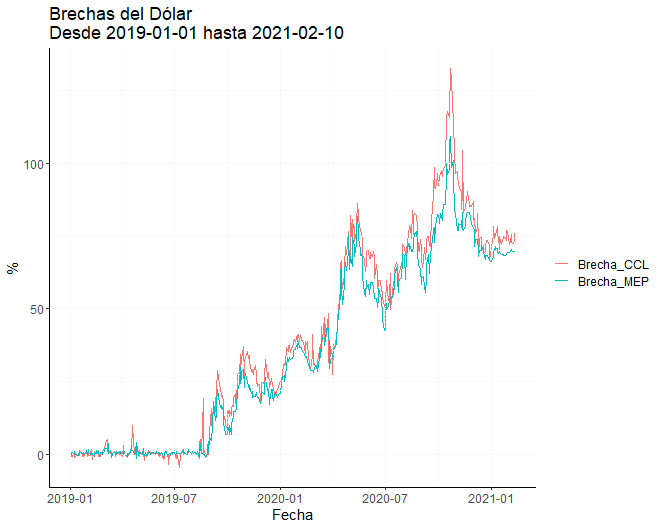 Brechas del Dólar
Desde 2019-01-01 hasta 2021-02-10
100
50
0
%
2019-01 2019-07 2020-01 2020-07 2021-01
Fecha
Brecha_CCL
Brecha_MEP